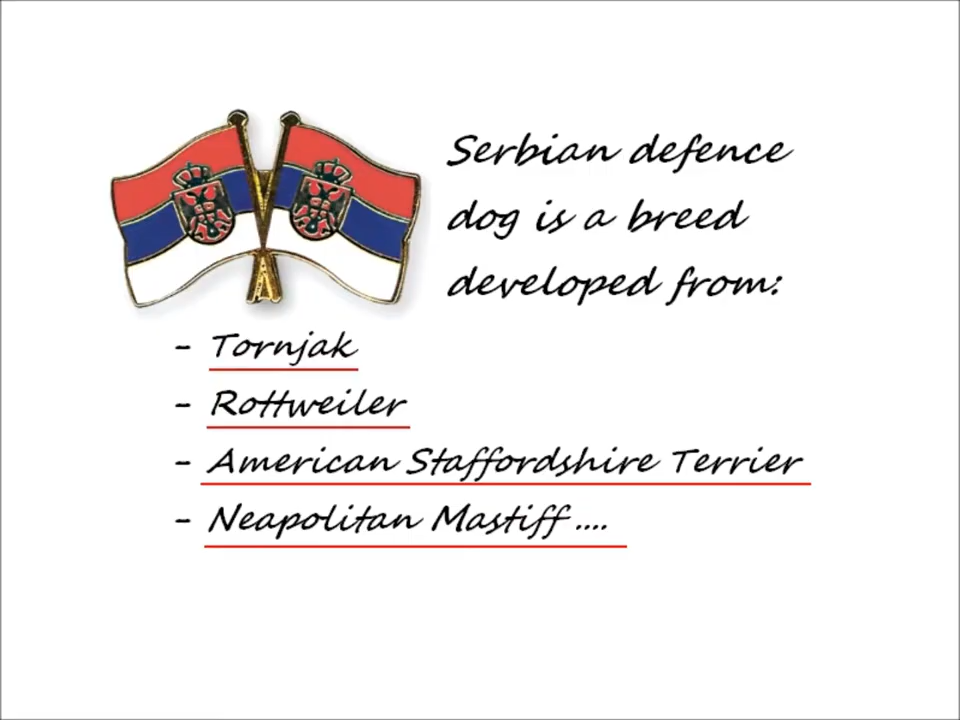 Serbian defence
dog is a breed
developed from:
- Tornjak
- Rottweiler
- American Staffordshire Terrier
- Neapolitan Mastiff ....